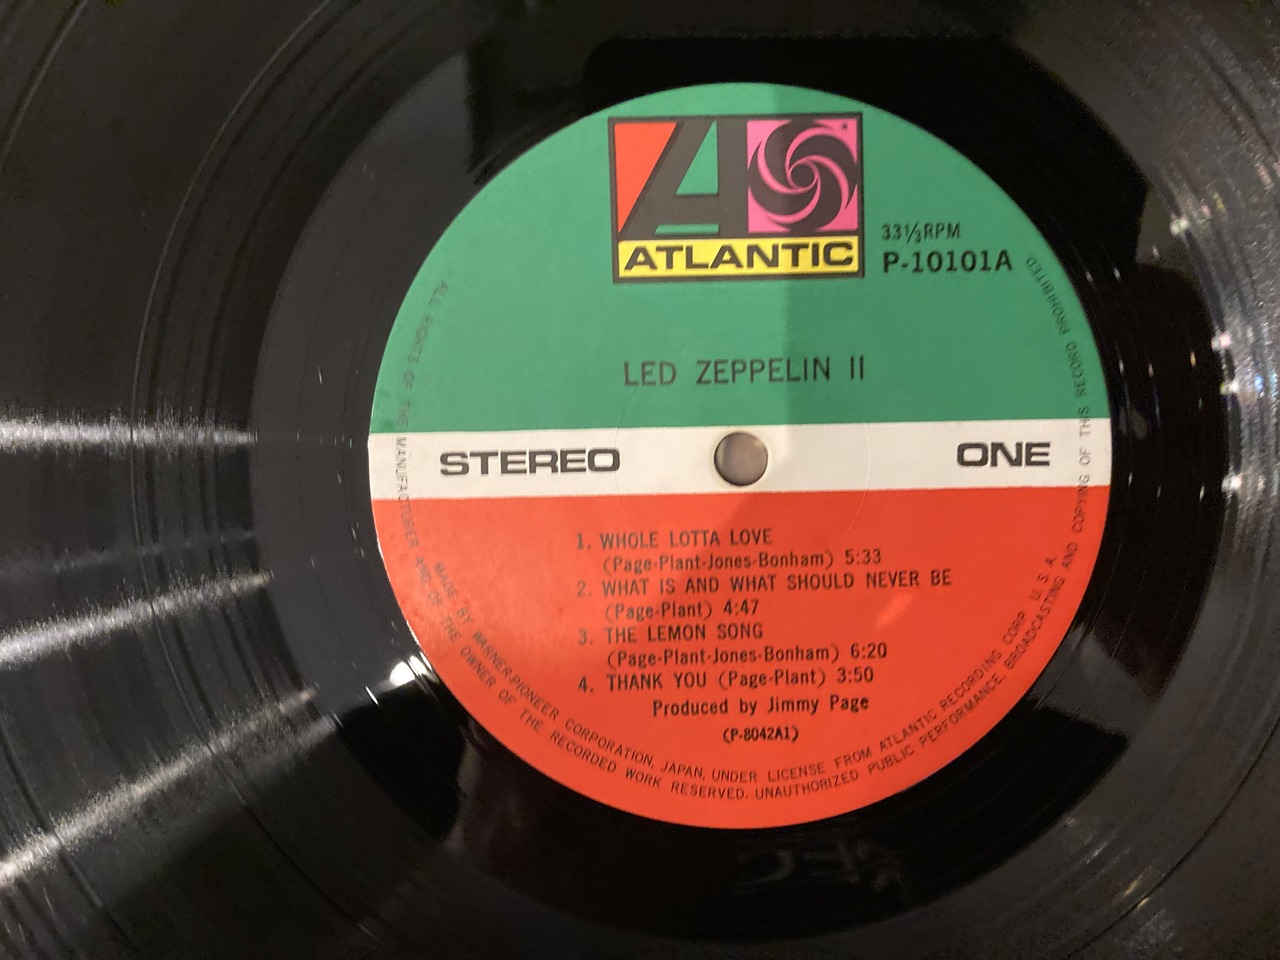 ATLANTIC
33⅓RPM
P-10101A
LED ZEPPELIN II
STEREO
ONE
1. WHOLE LOTTA LOVE
(Page-Plant-Jones-Bonham) 5:33
2. WHAT IS AND WHAT SHOULD NEVER BE
(Page-Plant) 4:47
3. THE LEMON SONG
(Page-Plant-Jones-Bonham) 6:20
4. THANK YOU (Page-Plant) 3:50
Produced by Jimmy Page
(P-8042A1)
MADE BY WARNER-PIONEER CORPORATION, JAPAN, UNDER LICENSE FROM ATLANTIC RECORDING CORP. U. S. A.
ALL RIGHTS OF THE MANUFACTURER AND OF THE OWNER OF THE RECORDED WORK RESERVED. UNAUTHORIZED PUBLIC PERFORMANCE, BROADCASTING AND COPYING OF THIS RECORD PROHIBITED.